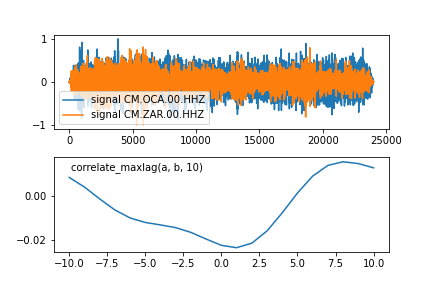 1
0
−1
signal CM.OCA.00.HHZ
signal CM.ZAR.00.HHZ
0 5000 10000 15000 20000 25000
correlate_maxlag(a, b, 10)
0.00
−0.02
−10.0 −7.5 −5.0 −2.5 0.0 2.5 5.0 7.5 10.0